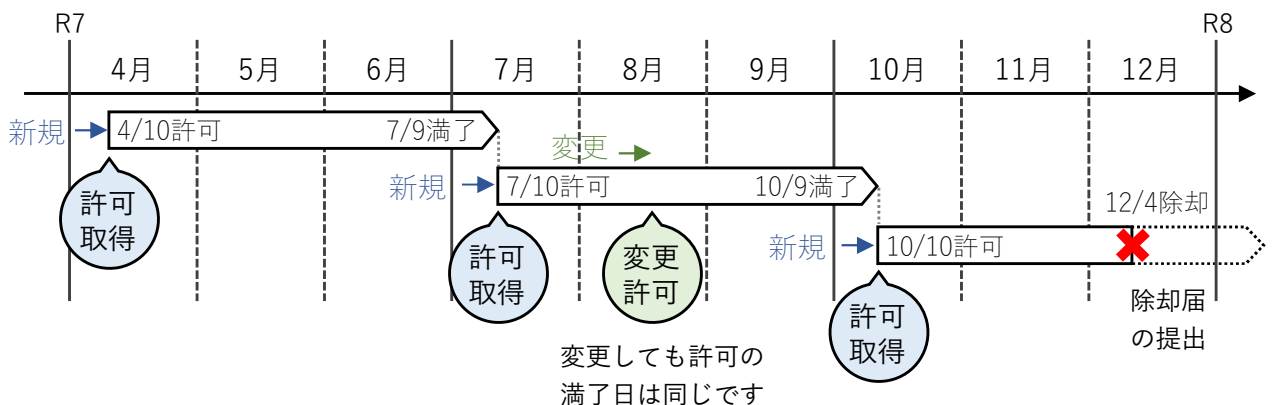 R7
R8
4月
5月
6月
7月
8月
9月
10月
11月
12月
新規
4/10許可
7/9満了
変更
新規
7/10許可
10/9満了
許可
取得
12/4除却
新規
10/10許可
許可
取得
変更
許可
許可
取得
除却届
の提出
変更しても許可の
満了日は同じです